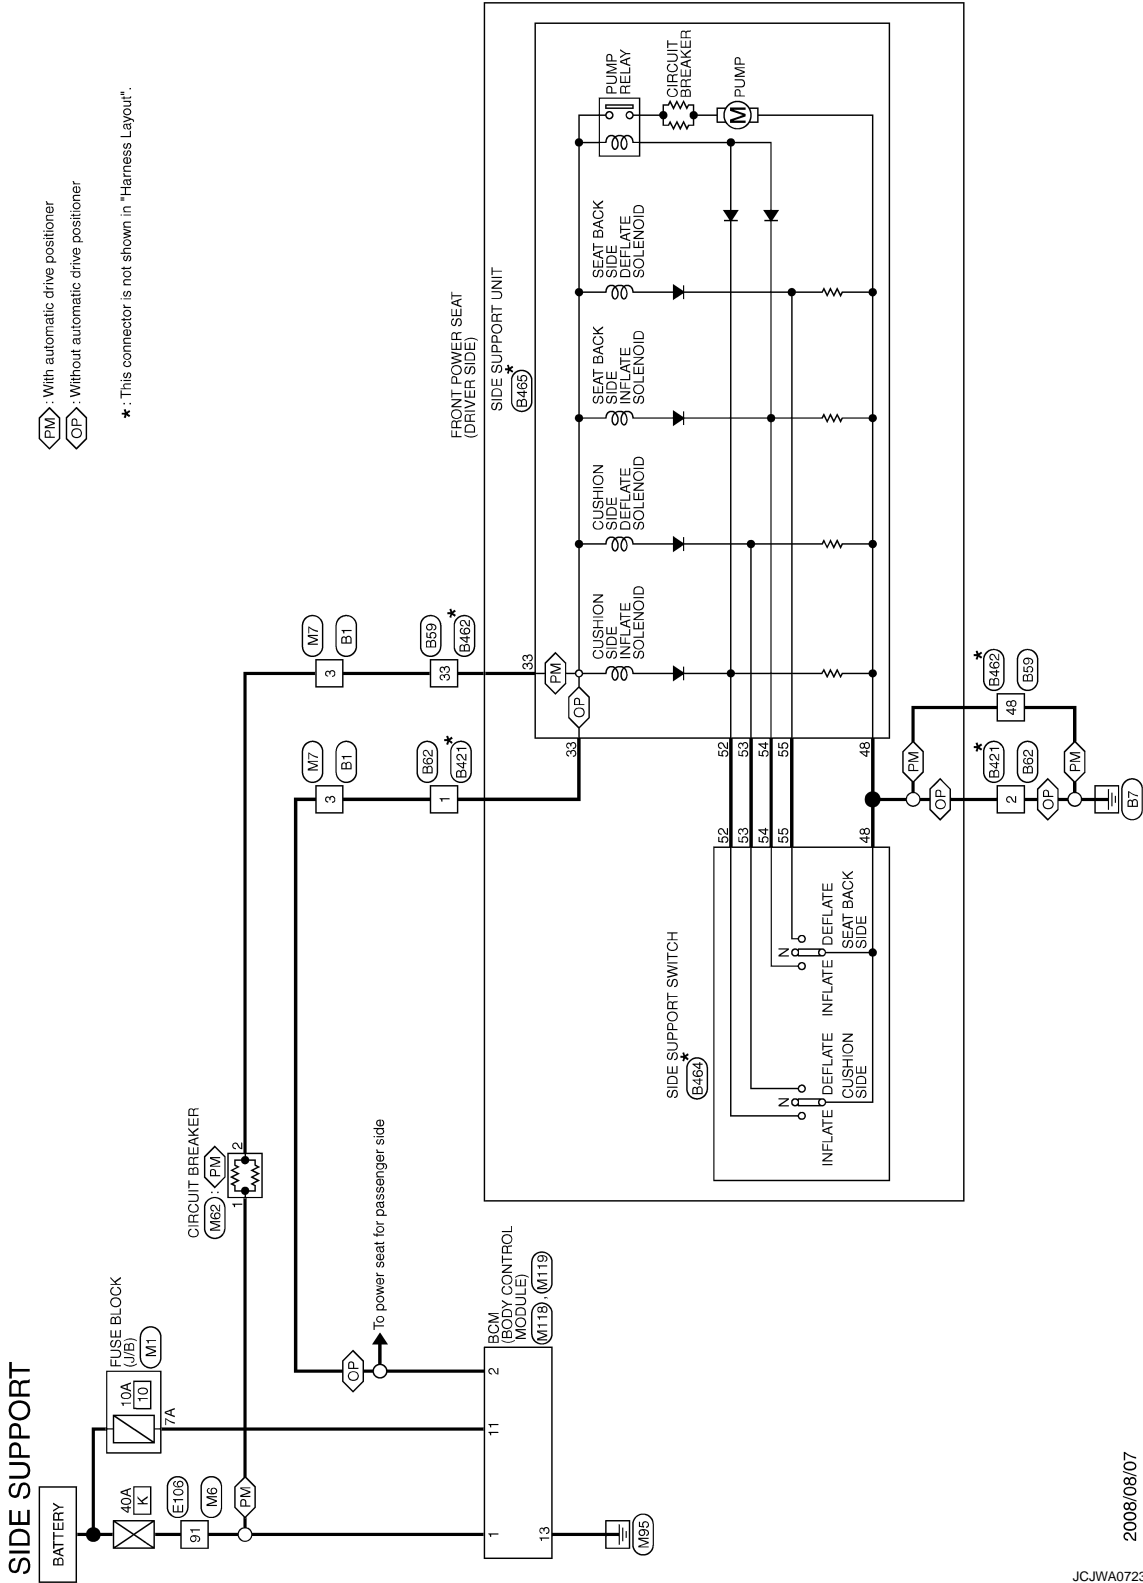 SIDE SUPPORT
BATTERY
40A
K
E106
91
M6
PM
FUSE BLOCK
(J/B)
M1
10A
10
7A
CIRCUIT BREAKER
M62 : PM
1
2
OP
To power seat for passenger side
BCM
(BODY CONTROL
MODULE)
M118 , M119
1
11
2
13
M95
PM : With automatic drive positioner
OP : Without automatic drive positioner
* : This connector is not shown in "Harness Layout".
M7
3
B1
M7
3
B1
B59
33
B462 *
B62
1
B421 *
FRONT POWER SEAT
(DRIVER SIDE)
SIDE SUPPORT UNIT
B465 *
33
PM
OP
33
CUSHION
SIDE
INFLATE
SOLENOID
CUSHION
SIDE
DEFLATE
SOLENOID
SEAT BACK
SIDE
INFLATE
SOLENOID
SEAT BACK
SIDE
DEFLATE
SOLENOID
PUMP
RELAY
CIRCUIT
BREAKER
PUMP
M
52
53
54
55
48
52
53
54
55
48
SIDE SUPPORT SWITCH
B464 *
N
INFLATE
DEFLATE
CUSHION
SIDE
N
INFLATE
DEFLATE
SEAT BACK
SIDE
PM
OP
B462 *
48
B59
B421 *
2
B62
PM
OP
B7
2008/08/07
JCJWA0723